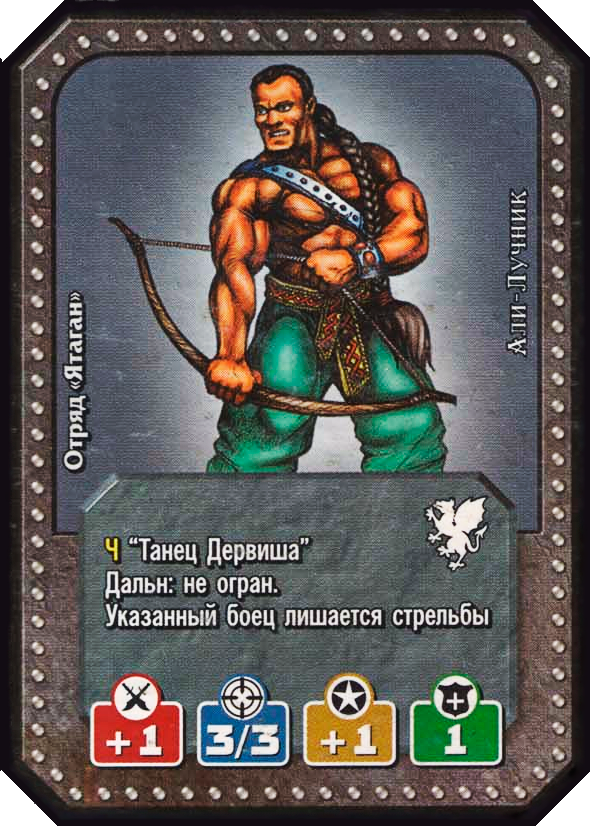 Отряд «Ятаган»
Али-Лучник
Ч “Танец Дервиша”
Дальн: не огран.
Указанный боец лишается стрельбы
+1
3/3
+1
1